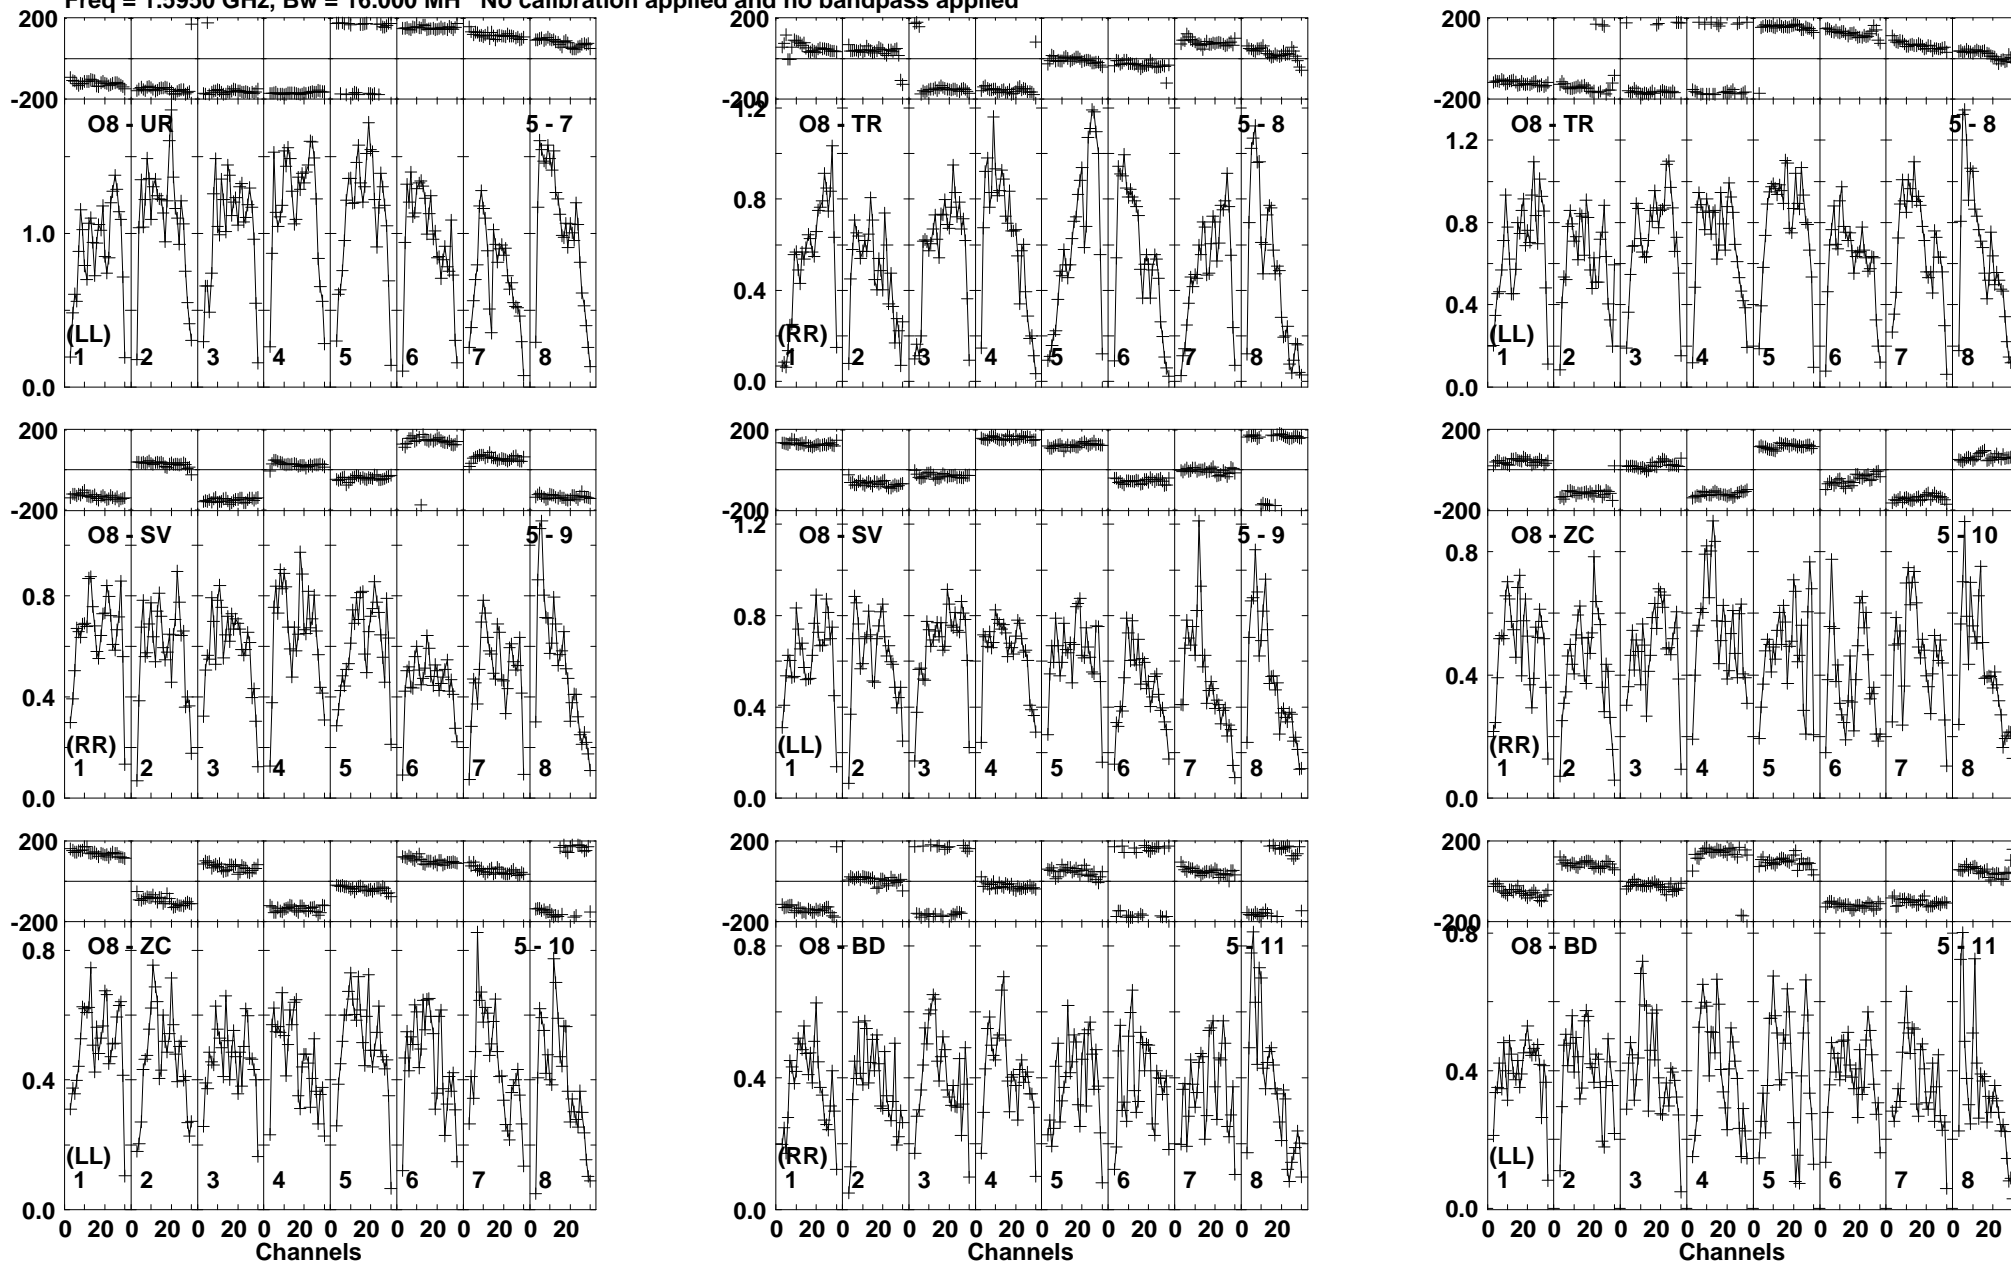 Freq = 1.5950 GHz, Bw = 16.000 MH No calibration applied and no bandpass applied
200 200 200
-200 -200 -200
O8 - UR 5 - 7 1.2 O8 - TR 5 - 8 O8 - TR 5 - 8
1.2
0.8 0.8
1.0
0.4 0.4
(LL) (RR) (LL)
1 2 3 4 5 6 7 8 1 2 3 4 5 6 7 8 1 2 3 4 5 6 7 8
0.0 0.0 0.0
200 200 200
-200 -200 -200
O8 - SV 5 - 9 1.2 O8 - SV 5 - 9 O8 - ZC 5 - 10
0.8 0.8 0.8
0.4 0.4 0.4
(RR) (LL) (RR)
1 2 3 4 5 6 7 8 1 2 3 4 5 6 7 8 1 2 3 4 5 6 7 8
0.0 0.0 0.0
200 200 200
-200 -200 -200
O8 - ZC 5 - 10 O8 - BD 5 - 11 O8 - BD 5 - 11
0.8 0.8 0.8
0.4 0.4 0.4
(LL) (RR) (LL)
1 2 3 4 5 6 7 8 1 2 3 4 5 6 7 8 1 2 3 4 5 6 7 8
0.0 0.0 0.0
0 20 0 20 0 20 0 20 0 20 0 20 0 20 0 20 0 20 0 20 0 20 0 20 0 20 0 20 0 20 0 20 0 20 0 20 0 20 0 20 0 20 0 20 0 20 0 20
Channels Channels Channels